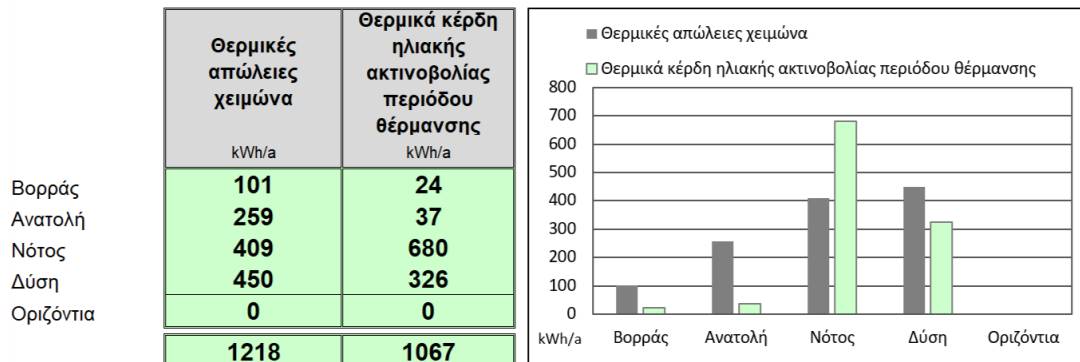 Θερμικές
απώλειες
χειμώνα
kWh/a
Θερμικά κέρδη
ηλιακής
ακτινοβολίας
περιόδου
θέρμανσης
kWh/a
Βορράς 101 24
Ανατολή 259 37
Νότος 409 680
Δύση 450 326
Οριζόντια 0 0
1218 1067
Θερμικές απώλειες χειμώνα
Θερμικά κέρδη ηλιακής ακτινοβολίας περιόδου θέρμανσης
800
700
600
500
400
300
200
100
0
kWh/a Βορράς Ανατολή Νότος Δύση Οριζόντια